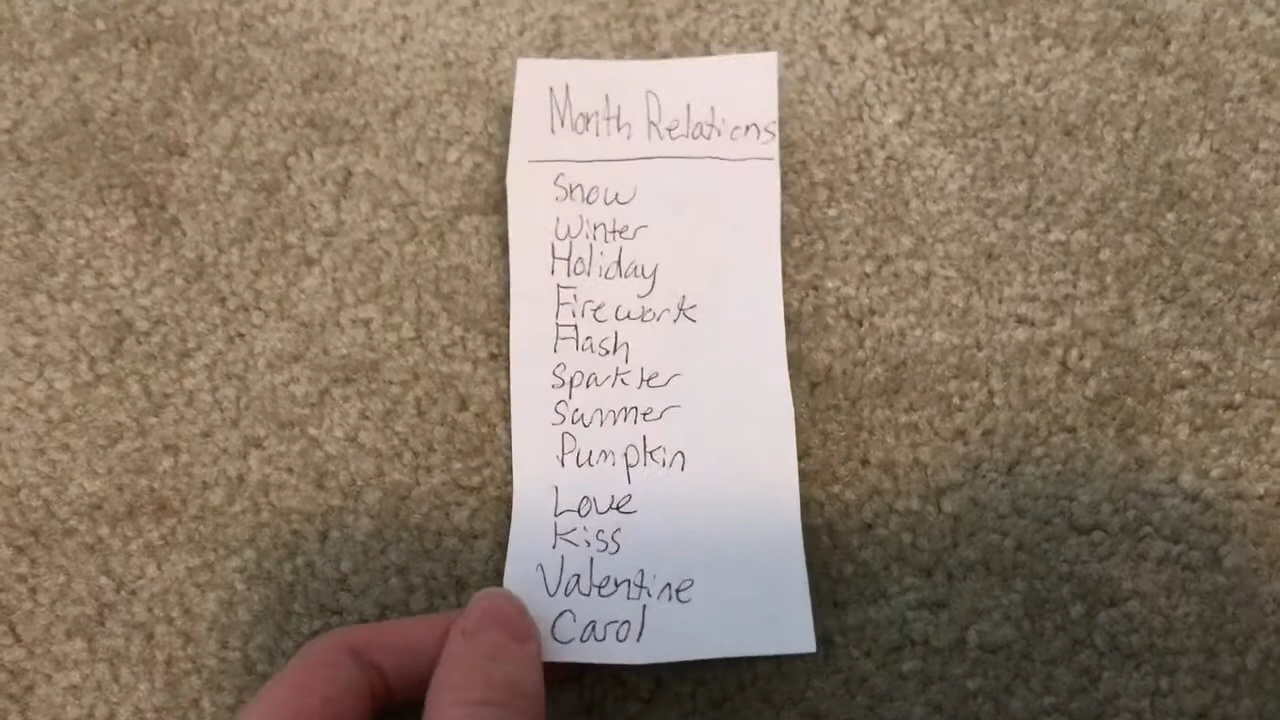 Month Relations
Snow
Winter
Holiday
Firework
Flash
Sparkler
Summer
Pumpkin
Love
Kiss
Valentine
Carol